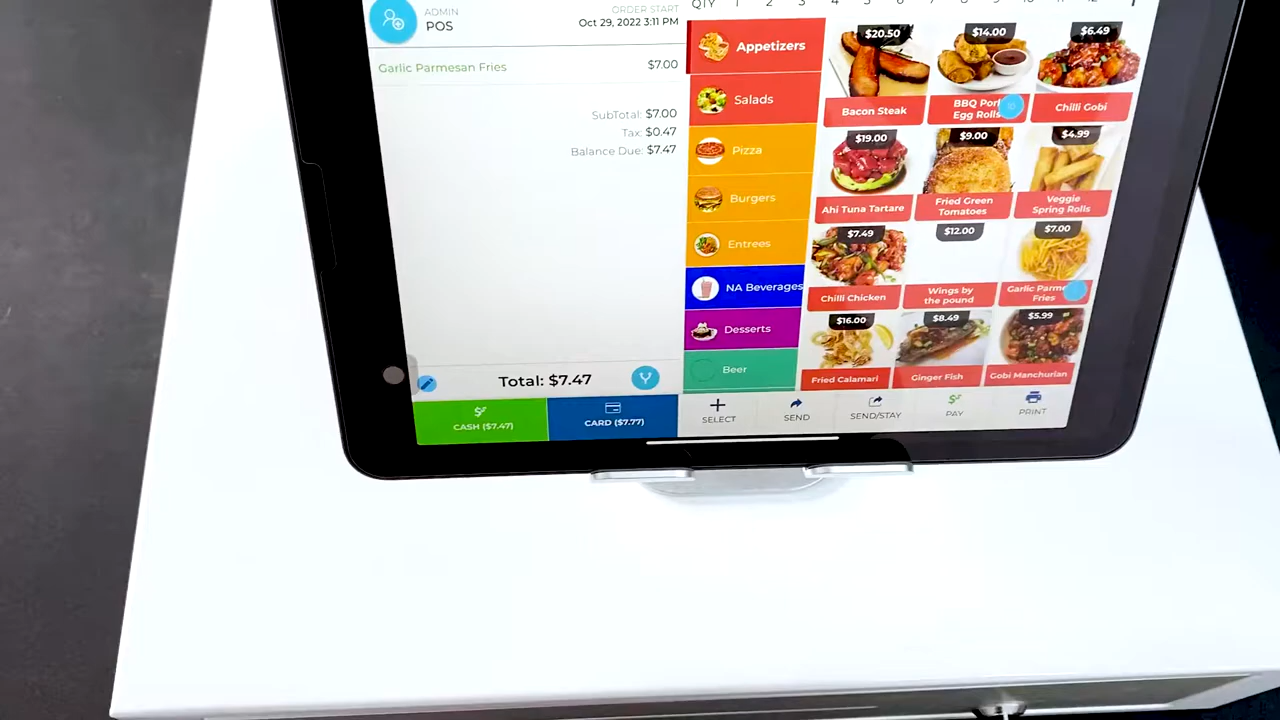 ADMIN
POS
ORDER START
Oct 29, 2022 3:11 PM
Garlic Parmesan Fries
$7.00
SubTotal: $7.00
Tax: $0.47
Balance Due: $7.47
Total: $7.47
CASH ($7.47)
CARD ($7.77)
QTY 1 2 3 4 5 6 7 8 9 10 11 12
Appetizers
Salads
Pizza
Burgers
Entrees
NA Beverages
Desserts
Beer
$20.50
Bacon Steak
$14.00
BBQ Pork
Egg Rolls
10
$6.49
Chilli Gobi
$19.00
Ahi Tuna Tartare
$9.00
Fried Green
Tomatoes
$4.99
Veggie
Spring Rolls
$7.49
Chilli Chicken
$12.00
Wings by
the pound
$7.00
Garlic Parme
Fries
$16.00
Fried Calamari
$8.49
Ginger Fish
$5.99
Gobi Manchurian
SELECT
SEND
SEND/STAY
PAY
PRINT